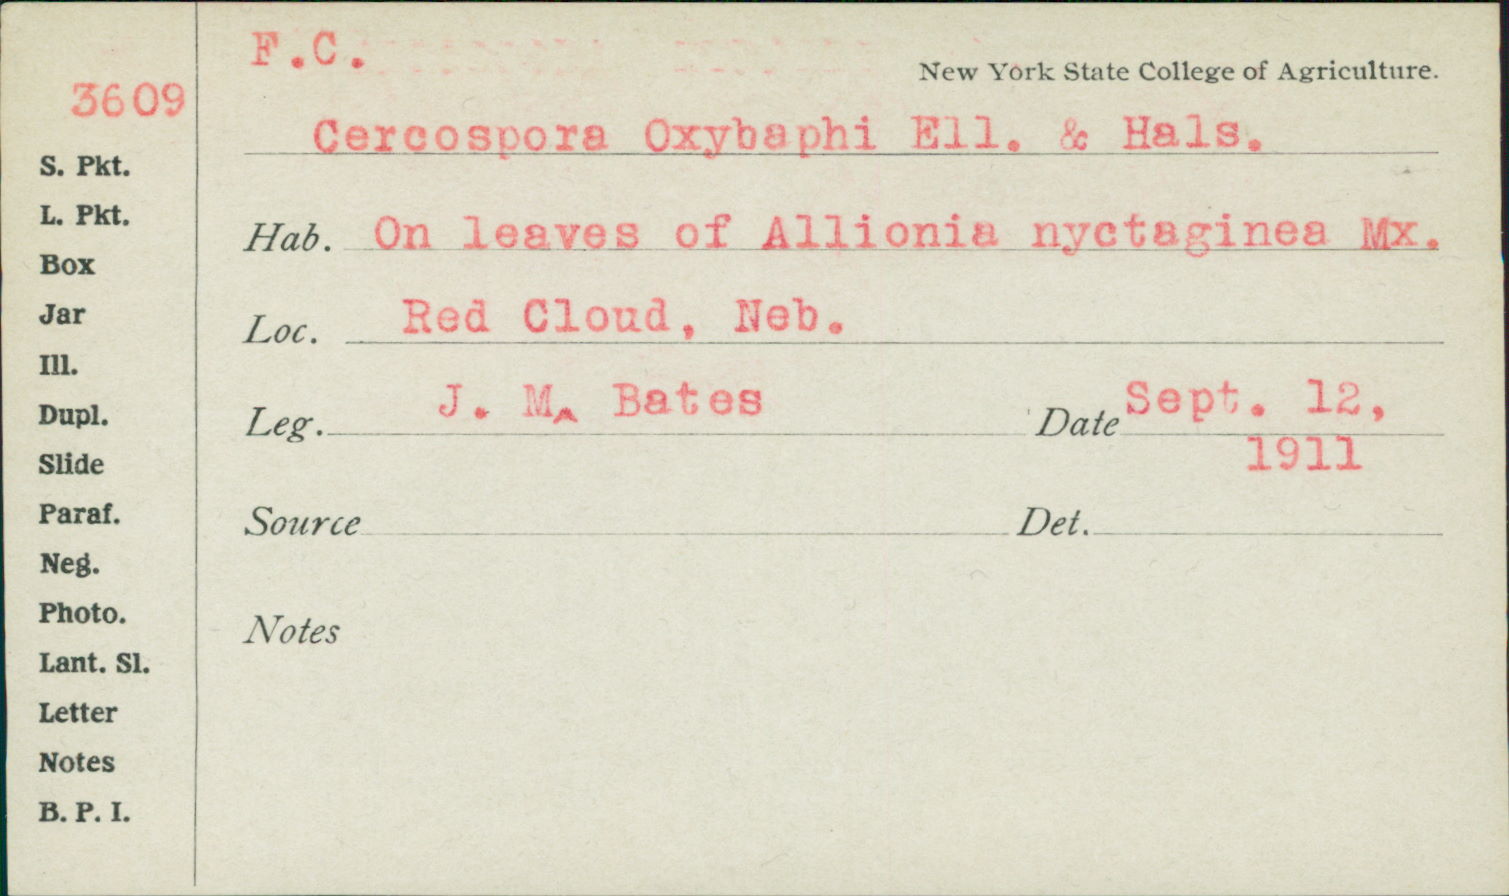 F.C.
New York State College of Agriculture.
3609
Cercospora Oxybaphi Ell. & Hals.
S. Pkt.
L. Pkt.
Hab. On leaves of Allionia nyctaginea Mx.
Box
Jar
Loc. Red Cloud, Neb.
Ill.
Dupl.
Leg. J. M^ Bates Date Sept. 12,
1911
Slide
Paraf.
Source Det.
Neg.
Photo.
Notes
Lant. Sl.
Letter
Notes
B. P. I.